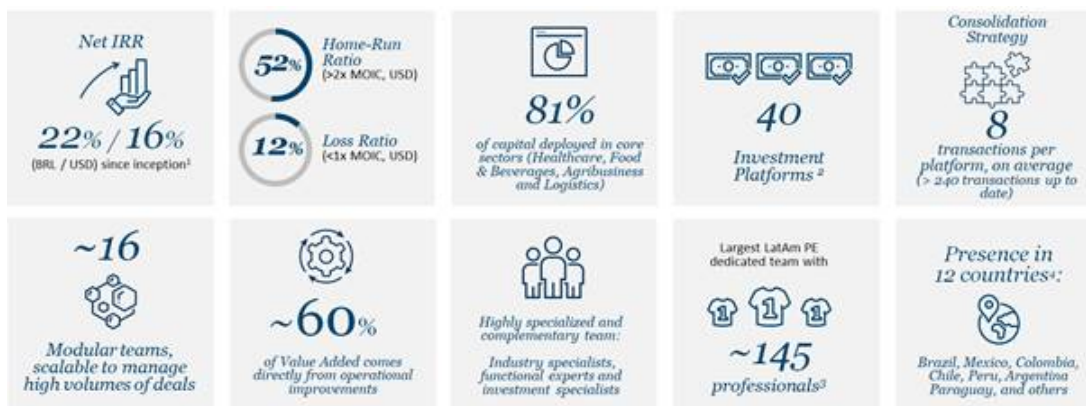 Net IRR
22% / 16%
(BRL / USD) since inception¹
52%
Home-Run
Ratio
(>2x MOIC, USD)
12%
Loss Ratio
(<1x MOIC, USD)
81%
of capital deployed in core
sectors (Healthcare, Food
& Beverages, Agribusiness
and Logistics)
40
Investment
Platforms ²
Consolidation
Strategy
8
transactions per
platform, on average
(> 240 transactions up to
date)
~16
Modular teams,
scalable to manage
high volumes of deals
~60%
of Value Added comes
directly from operational
improvements
Highly specialized and
complementary team:
Industry specialists,
functional experts and
investment specialists
Largest LatAm PE
dedicated team with
1 1 1
~145
professionals³
Presence in
12 countries⁴:
Brazil, Mexico, Colombia,
Chile, Peru, Argentina
Paraguay, and others